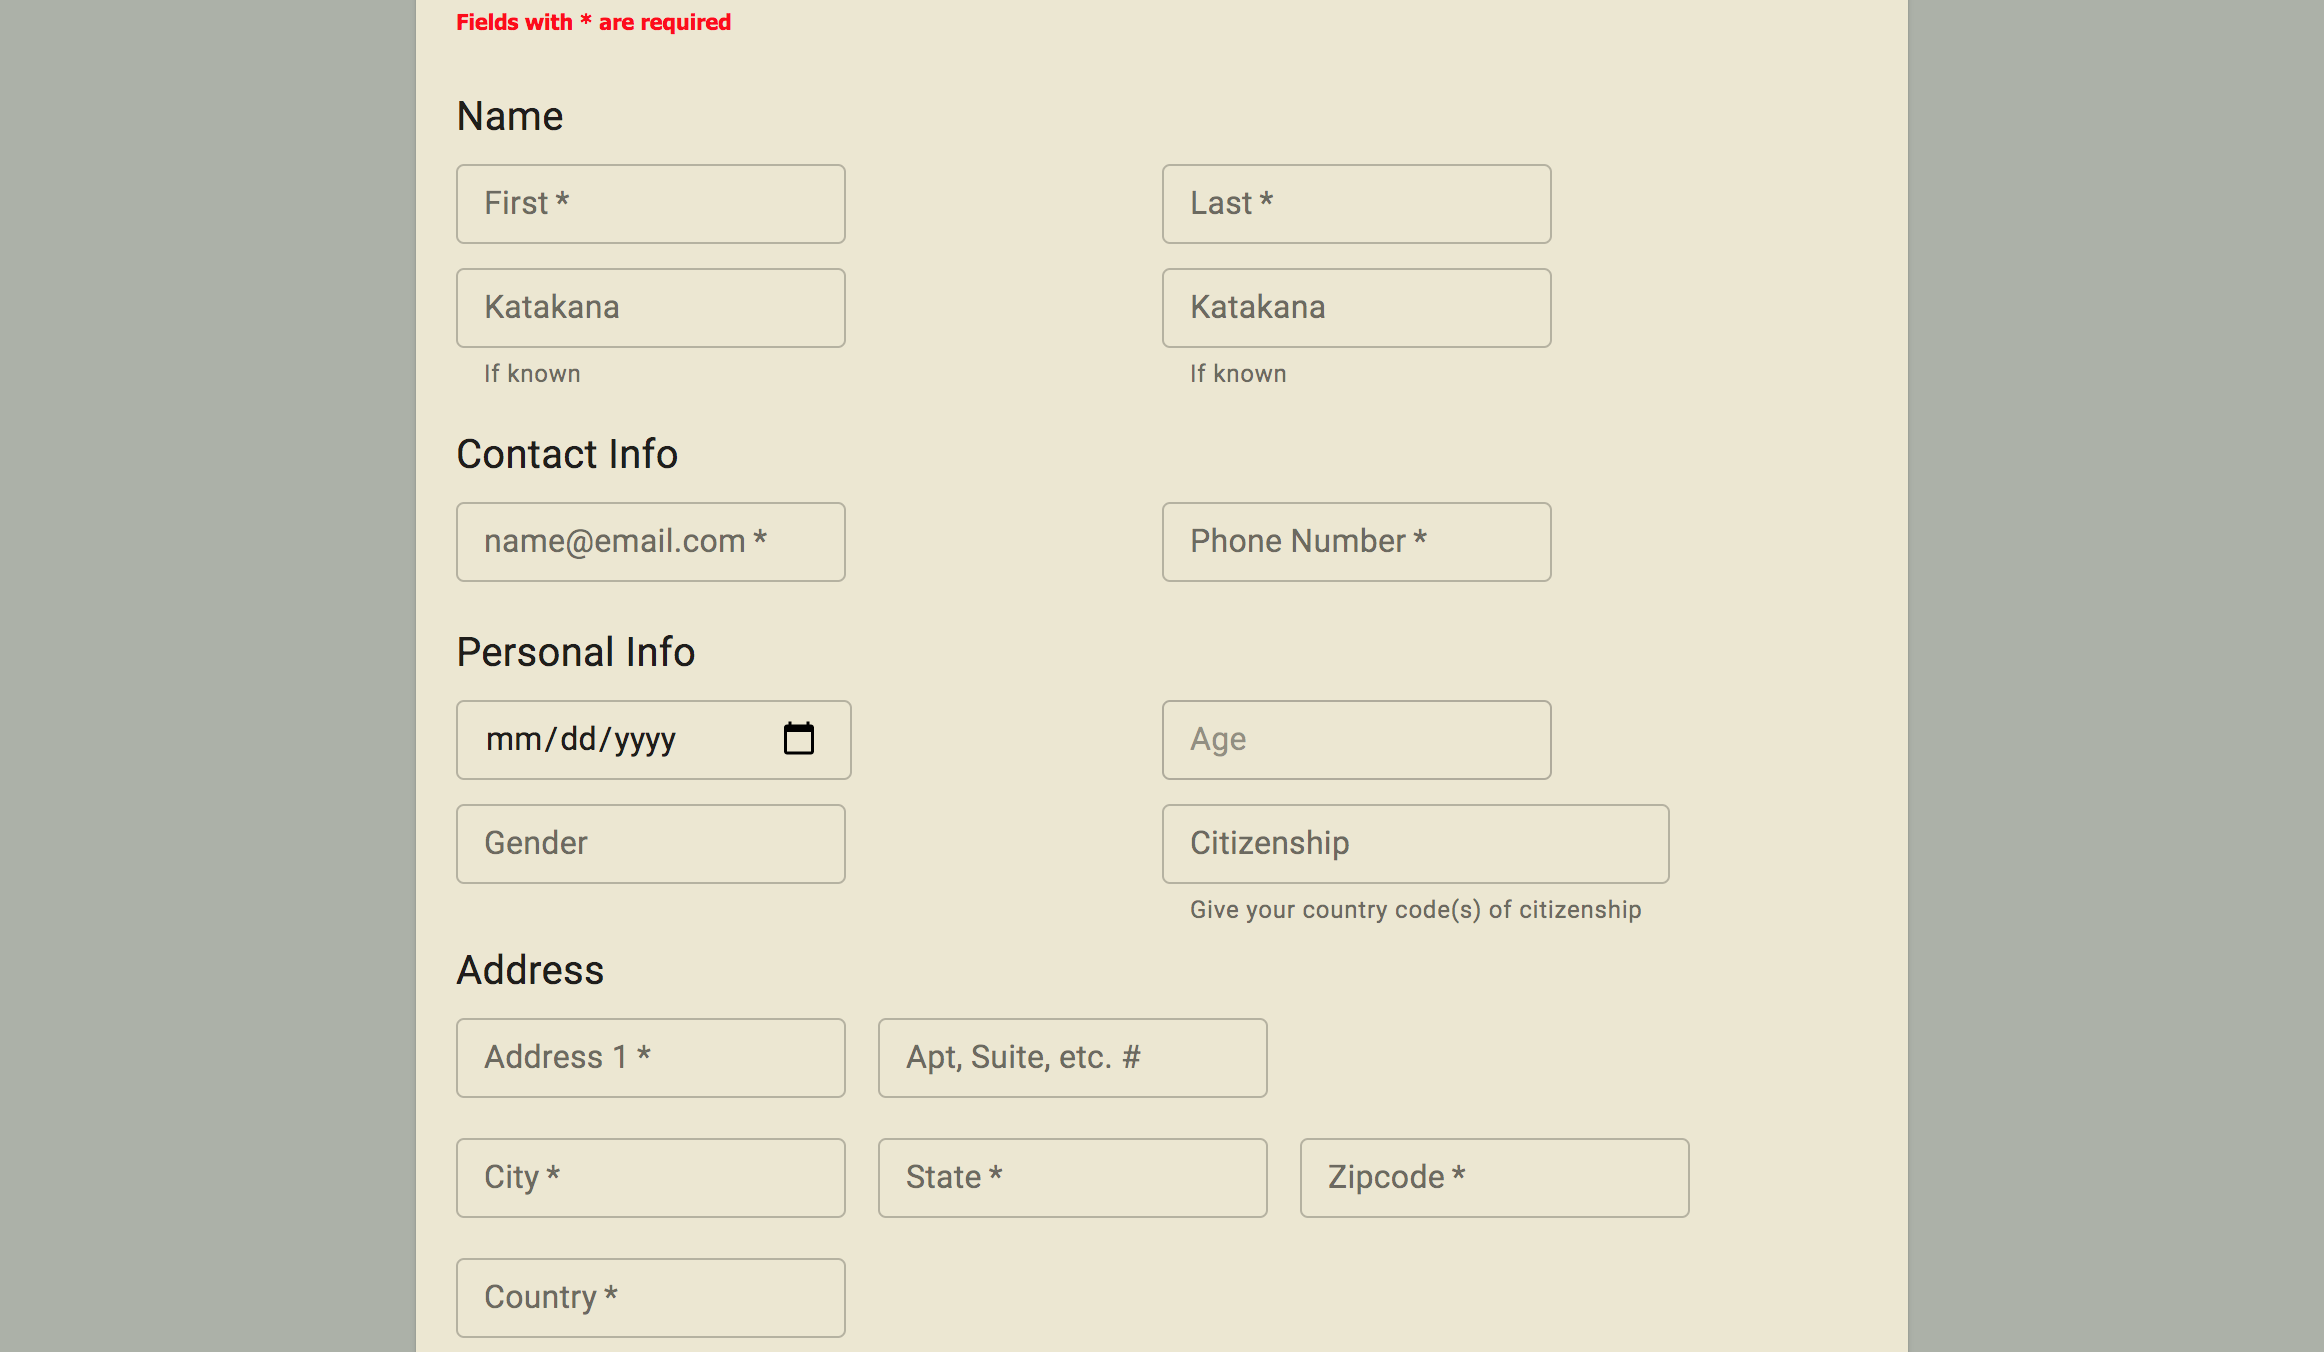 Fields with * are required
Name
First *
Last *
Katakana
Katakana
If known
If known
Contact Info
name@email.com *
Phone Number *
Personal Info
mm/dd/yyyy
Age
Gender
Citizenship
Give your country code(s) of citizenship
Address
Address 1 *
Apt, Suite, etc. #
City *
State *
Zipcode *
Country *